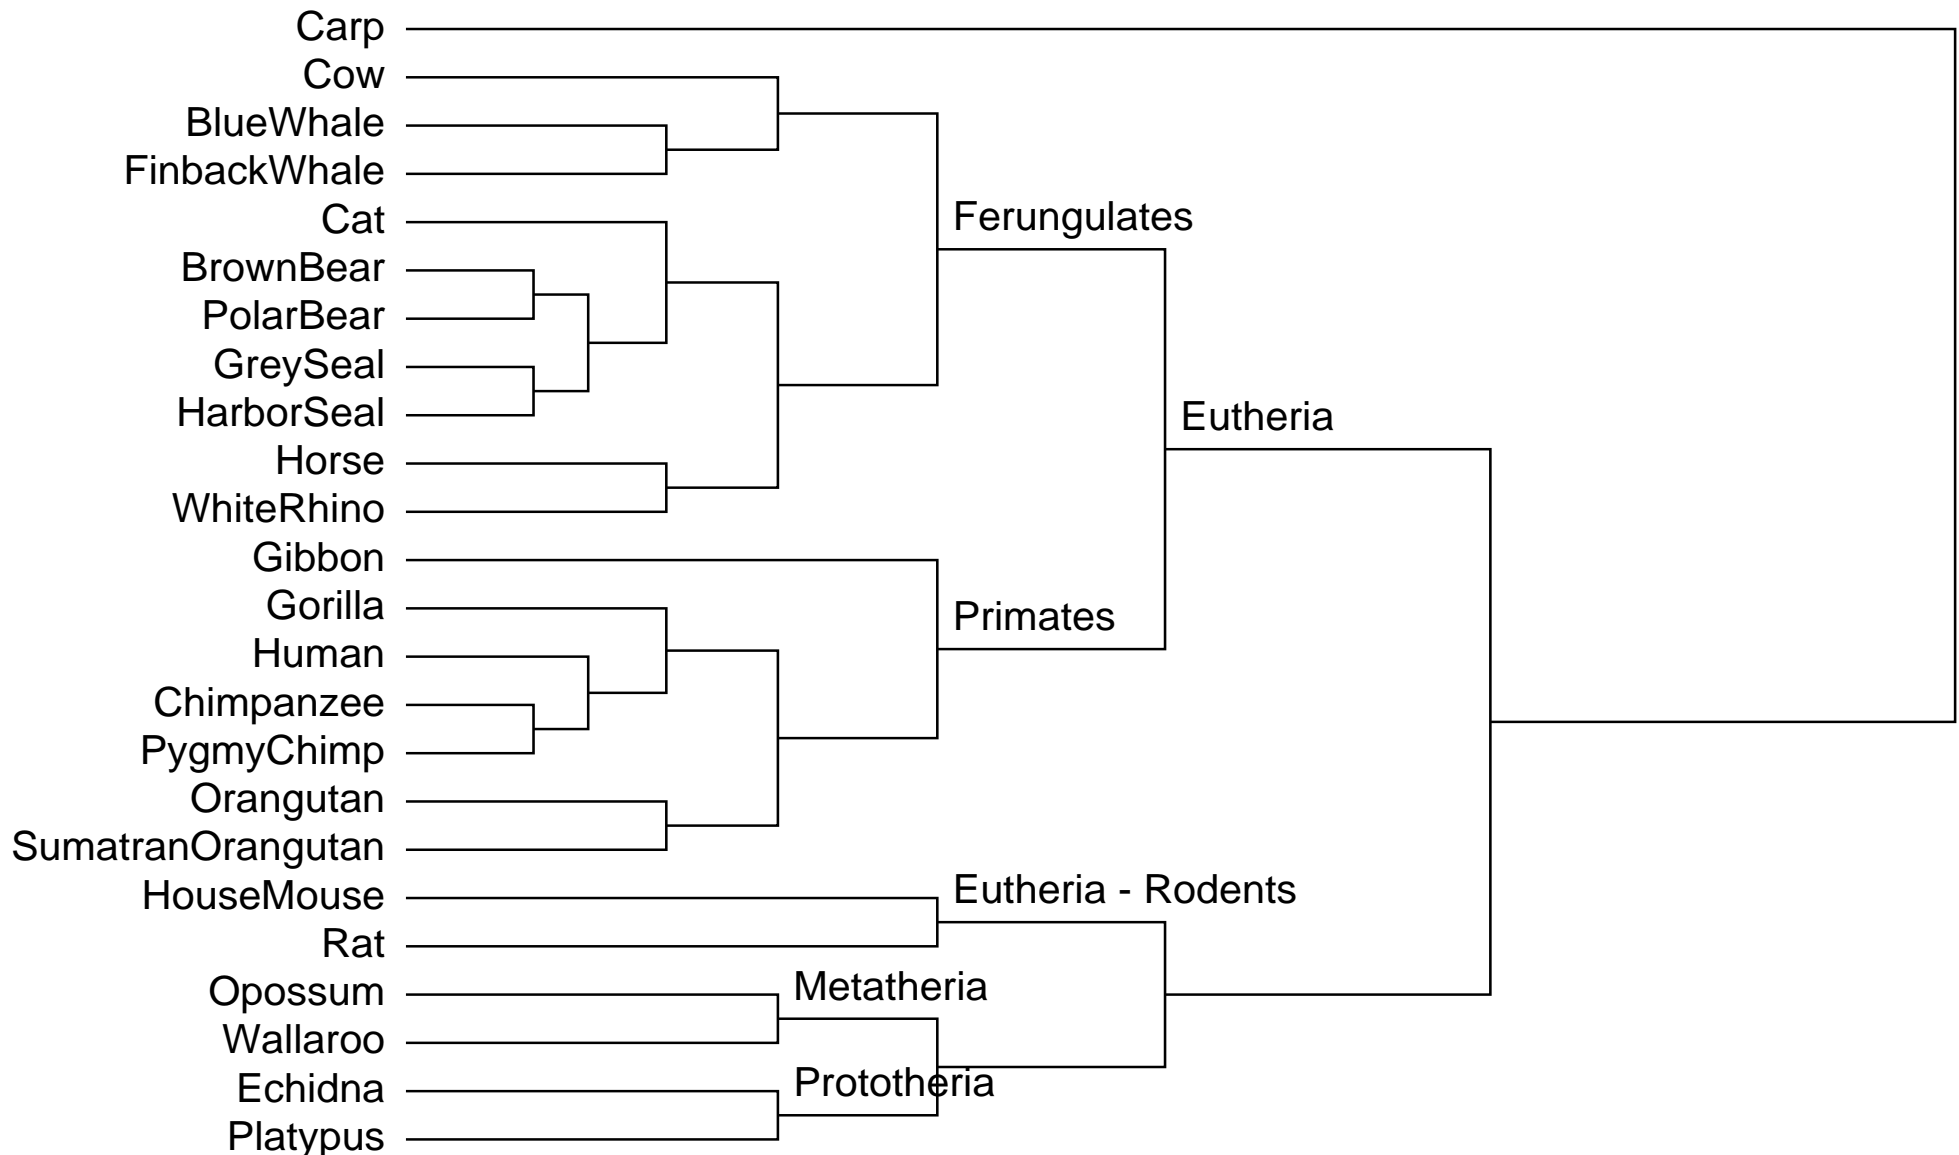 Carp
Cow
BlueWhale
FinbackWhale
Cat
Ferungulates
BrownBear
PolarBear
GreySeal
HarborSeal
Eutheria
Horse
WhiteRhino
Gibbon
Gorilla
Primates
Human
Chimpanzee
PygmyChimp
Orangutan
SumatranOrangutan
HouseMouse
Eutheria - Rodents
Rat
Opossum
Metatheria
Wallaroo
Echidna
Prototheria
Platypus